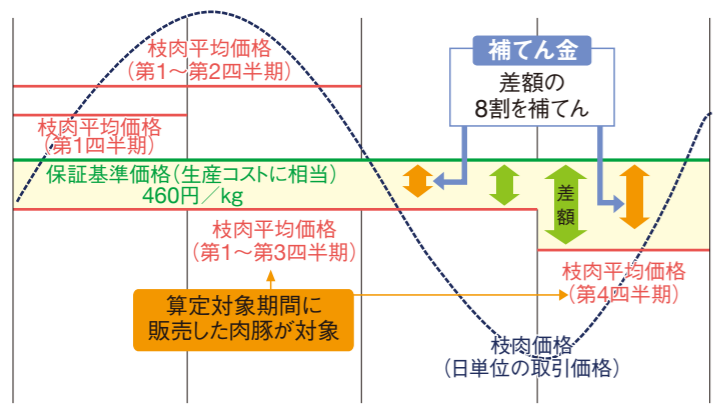 枝肉平均価格
(第1〜第2四半期)
補てん金
差額の
8割を補てん
枝肉平均価格
(第1四半期)
保証基準価格(生産コストに相当)
460円／kg
差
額
枝肉平均価格
(第1〜第3四半期)
枝肉平均価格
(第4四半期)
算定対象期間に
販売した肉豚が対象
枝肉価格
(日単位の取引価格)